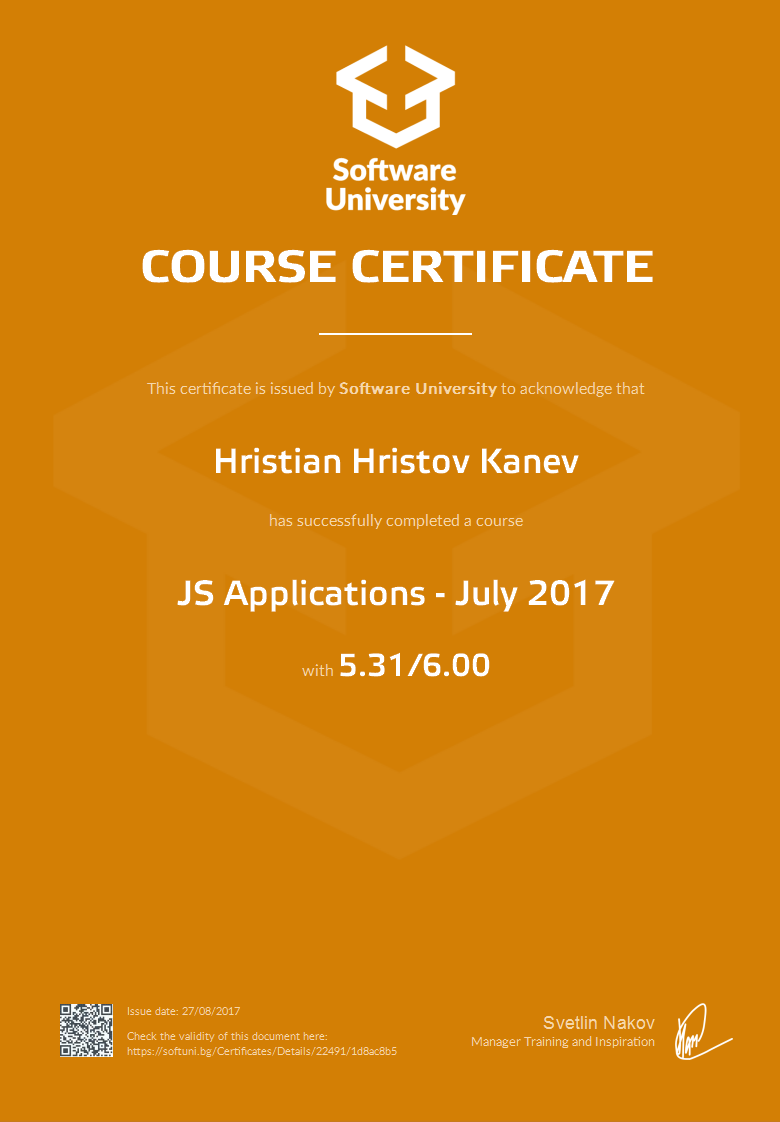 Software
University
COURSE CERTIFICATE
This certificate is issued by Software University to acknowledge that
Hristian Hristov Kanev
has successfully completed a course
JS Applications - July 2017
with 5.31/6.00
Issue date: 27/08/2017
Check the validity of this document here:
https://softuni.bg/Certificates/Details/22491/1d8ac8b5
Svetlin Nakov
Manager Training and Inspiration